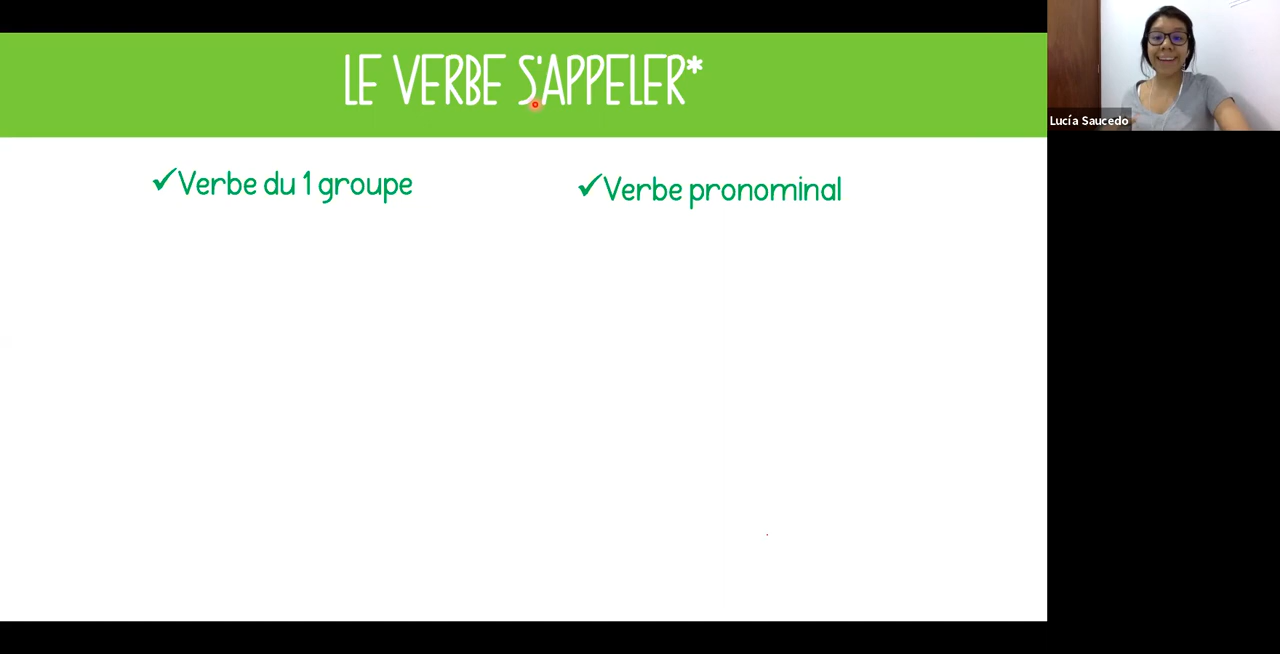 LE VERBE S'APPELER*
✓Verbe du 1 groupe
✓Verbe pronominal
Lucía Saucedo